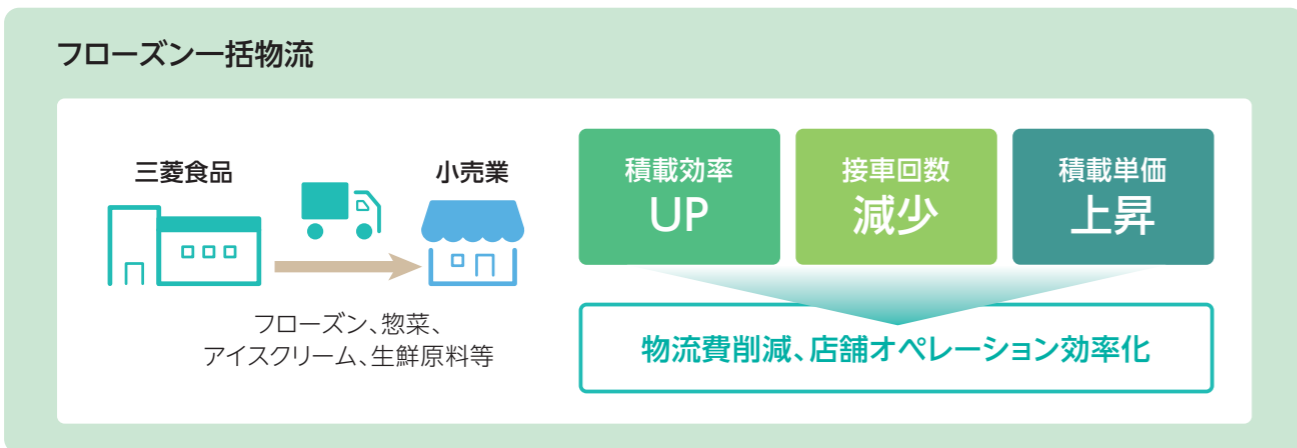 フローズン一括物流
三菱食品
小売業
フローズン、惣菜、
アイスクリーム、生鮮原料等
積載効率
UP
接車回数
減少
積載単価
上昇
物流費削減、店舗オペレーション効率化